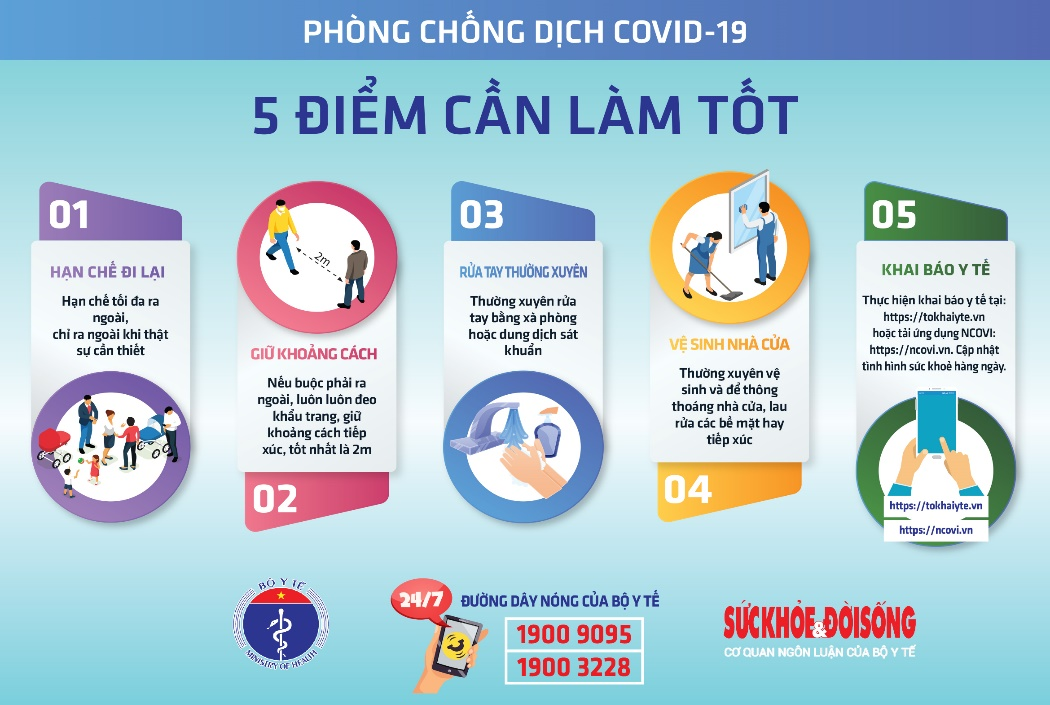 PHÒNG CHỐNG DỊCH COVID-19
5 ĐIỂM CẦN LÀM TỐT
01
HẠN CHẾ ĐI LẠI
Hạn chế tối đa ra
ngoài,
chỉ ra ngoài khi thật
sự cần thiết
2m
GIỮ KHOẢNG CÁCH
Nếu buộc phải ra
ngoài, luôn luôn đeo
khẩu trang, giữ
khoảng cách tiếp
xúc, tốt nhất là 2m
02
03
RỬA TAY THƯỜNG XUYÊN
Thường xuyên rửa
tay bằng xà phòng
hoặc dung dịch sát
khuẩn
VỆ SINH NHÀ CỬA
Thường xuyên vệ
sinh và để thông
thoáng nhà cửa, lau
rửa các bề mặt hay
tiếp xúc
04
05
KHAI BÁO Y TẾ
Thực hiện khai báo y tế tại:
https://tokhaiyte.vn
hoặc tải ứng dụng NCOVI:
https://ncovi.vn. Cập nhật
tình hình sức khoẻ hàng ngày.
https://tokhaiyte.vn
https://ncovi.vn
BỘ Y TẾ
MINISTRY OF HEALTH
24/7
ĐƯỜNG DÂY NÓNG CỦA BỘ Y TẾ
1900 9095
1900 3228
SỨC KHỎE & ĐỜI SỐNG
CƠ QUAN NGÔN LUẬN CỦA BỘ Y TẾ